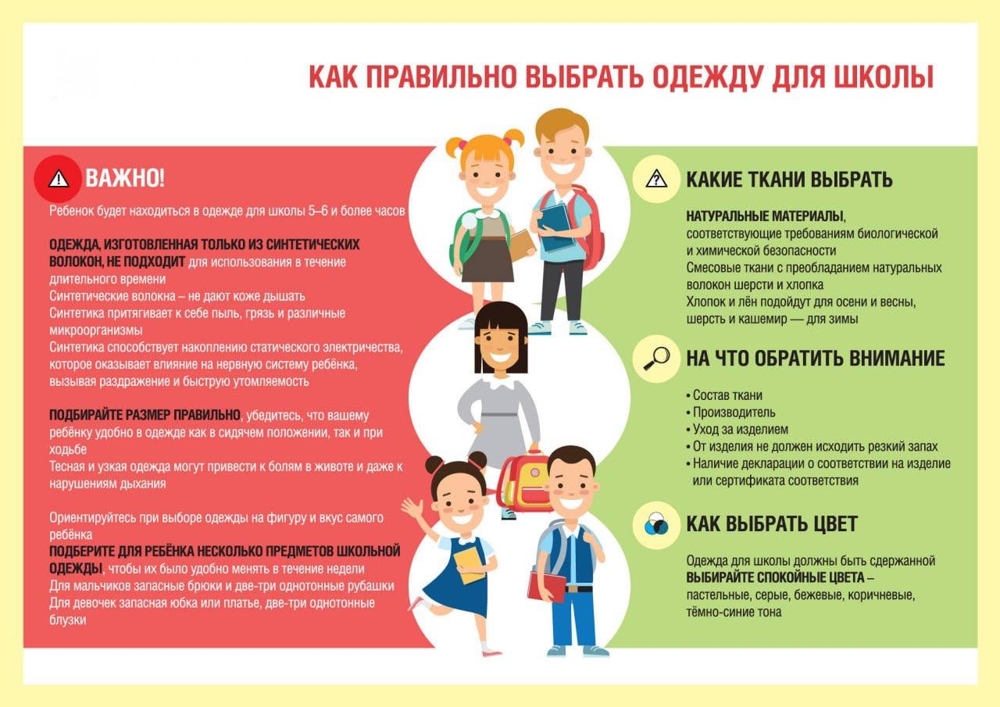 КАК ПРАВИЛЬНО ВЫБРАТЬ ОДЕЖДУ ДЛЯ ШКОЛЫ
ВАЖНО!
Ребенок будет находиться в одежде для школы 5–6 и более часов
ОДЕЖДА, ИЗГОТОВЛЕННАЯ ТОЛЬКО ИЗ СИНТЕТИЧЕСКИХ
ВОЛОКОН, НЕ ПОДХОДИТ для использования в течение
длительного времени
Синтетические волокна – не дают коже дышать
Синтетика притягивает к себе пыль, грязь и различные
микроорганизмы
Синтетика способствует накоплению статического электричества,
которое оказывает влияние на нервную систему ребёнка,
вызывая раздражение и быструю утомляемость
ПОДБИРАЙТЕ РАЗМЕР ПРАВИЛЬНО, убедитесь, что вашему
ребёнку удобно в одежде как в сидячем положении, так и при
ходьбе
Тесная и узкая одежда могут привести к болям в животе и даже к
нарушениям дыхания
Ориентируйтесь при выборе одежды на фигуру и вкус самого
ребёнка
ПОДБЕРИТЕ ДЛЯ РЕБЁНКА НЕСКОЛЬКО ПРЕДМЕТОВ ШКОЛЬНОЙ
ОДЕЖДЫ, чтобы их было удобно менять в течение недели
Для мальчиков запасные брюки и две-три однотонные рубашки
Для девочек запасная юбка или платье, две-три однотонные
блузки
КАКИЕ ТКАНИ ВЫБРАТЬ
НАТУРАЛЬНЫЕ МАТЕРИАЛЫ,
соответствующие требованиям биологической
и химической безопасности
Смесовые ткани с преобладанием натуральных
волокон шерсти и хлопка
Хлопок и лён подойдут для осени и весны,
шерсть и кашемир — для зимы
НА ЧТО ОБРАТИТЬ ВНИМАНИЕ
• Состав ткани
• Производитель
• Уход за изделием
• От изделия не должен исходить резкий запах
• Наличие декларации о соответствии на изделие
или сертификата соответствия
КАК ВЫБРАТЬ ЦВЕТ
Одежда для школы должны быть сдержанной
ВЫБИРАЙТЕ СПОКОЙНЫЕ ЦВЕТА –
пастельные, серые, бежевые, коричневые,
тёмно-синие тона